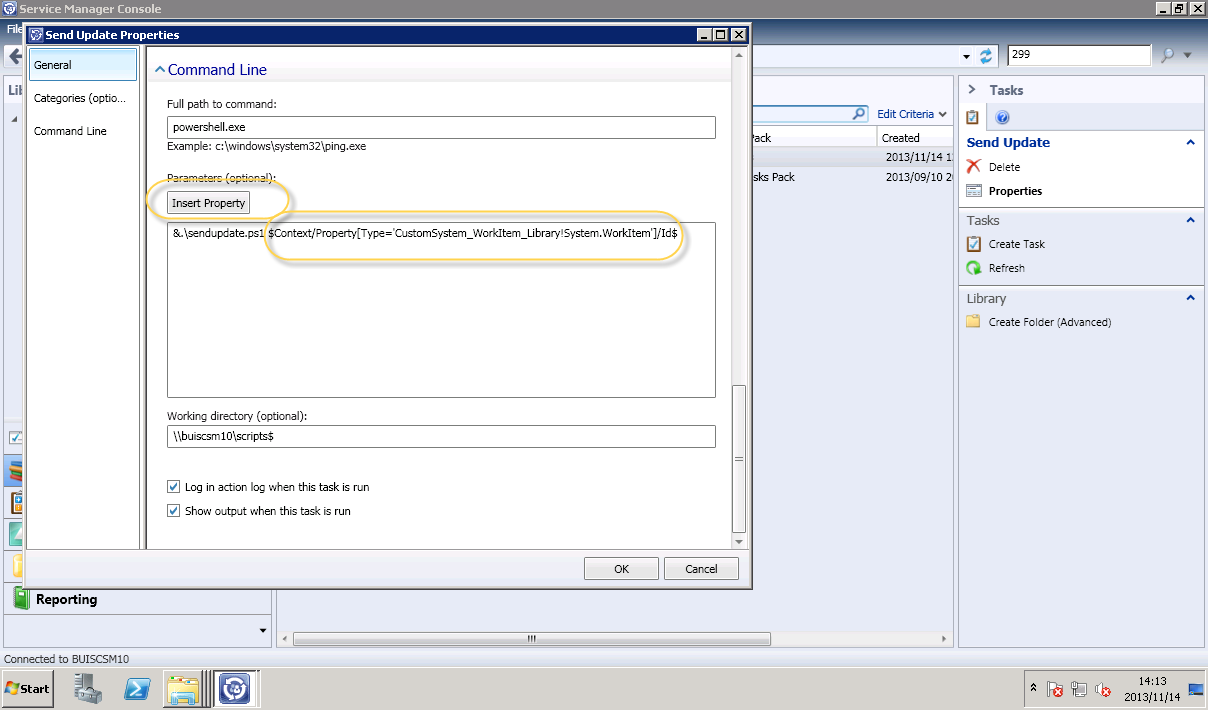 Service Manager Console
File
Send Update Properties
299
General
Categories (optio...
Command Line
Command Line
Full path to command:
powershell.exe
Example: c:\windows\system32\ping.exe
Parameters (optional):
Insert Property
&.\sendupdate.ps1 $Context/Property[Type='CustomSystem_WorkItem_Library!System.WorkItem']/Id$
Working directory (optional):
\\buiscsm10\scripts$
Log in action log when this task is run
Show output when this task is run
OK
Cancel
Lib
Edit Criteria
Pack
Created
2013/11/14 1
sks Pack
2013/09/10 20
Tasks
Send Update
Delete
Properties
Tasks
Create Task
Refresh
Library
Create Folder (Advanced)
Reporting
Connected to BUISCSM10
Start
14:13
2013/11/14